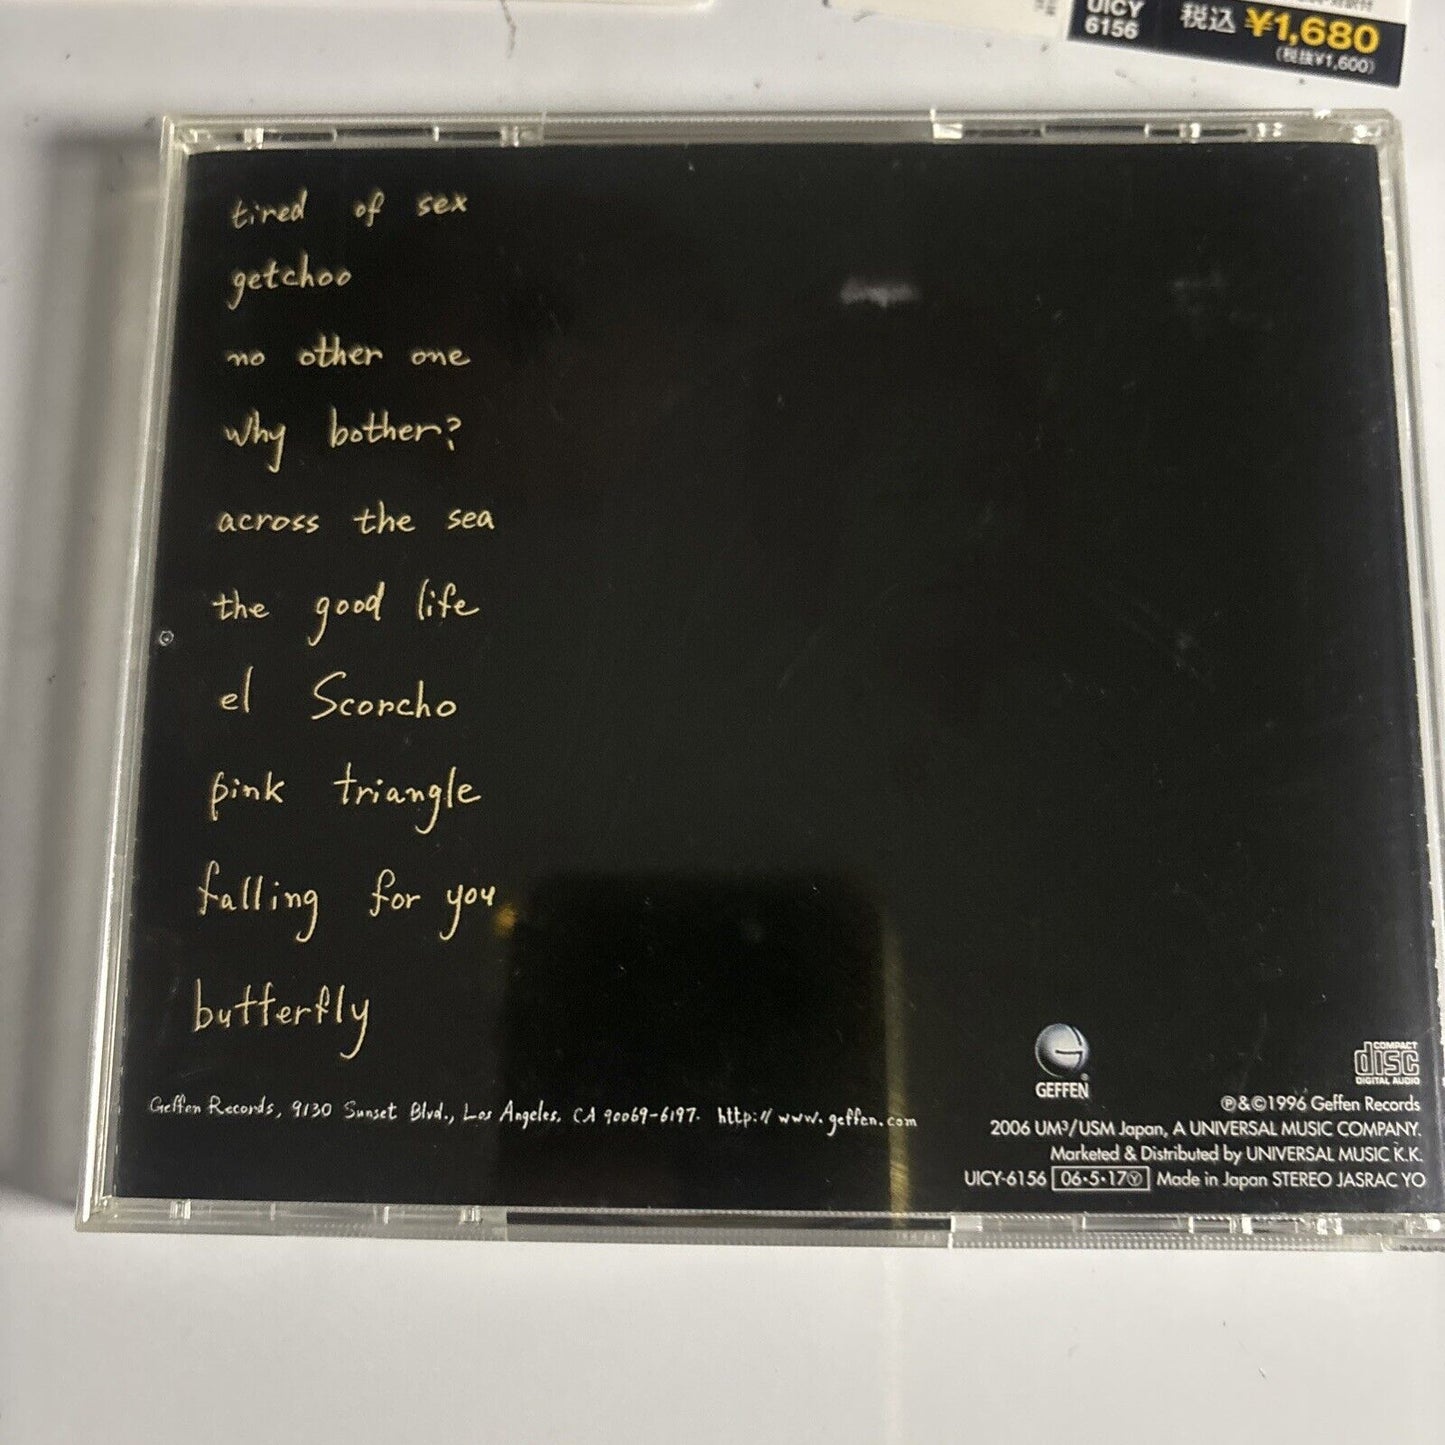 UICY
6156
税込 ¥1,680
(税抜¥1,600)
tired of sex
getchoo
no other one
why bother?
across the sea
the good life
el Scorcho
pink triangle
falling for you
butterfly
Geffen Records, 9130 Sunset Blvd., Los Angeles, CA 90069-6197. http://www.geffen.com
GEFFEN®
COMPACT
disc
DIGITAL AUDIO
℗&©1996 Geffen Records
2006 UM³/USM Japan, A UNIVERSAL MUSIC COMPANY.
Marketed & Distributed by UNIVERSAL MUSIC K.K.
UICY-6156 06·5·17Ⓨ Made in Japan STEREO JASRAC YO